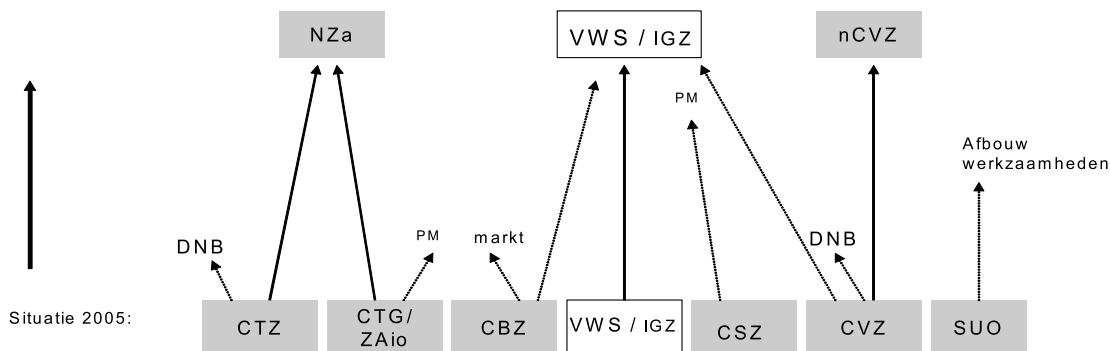 NZa
VWS / IGZ
nCVZ
PM
Afbouw
werkzaamheden
DNB
PM
markt
DNB
Situatie 2005:
CTZ
CTG/
ZAio
CBZ
VWS / IGZ
CSZ
CVZ
SUO